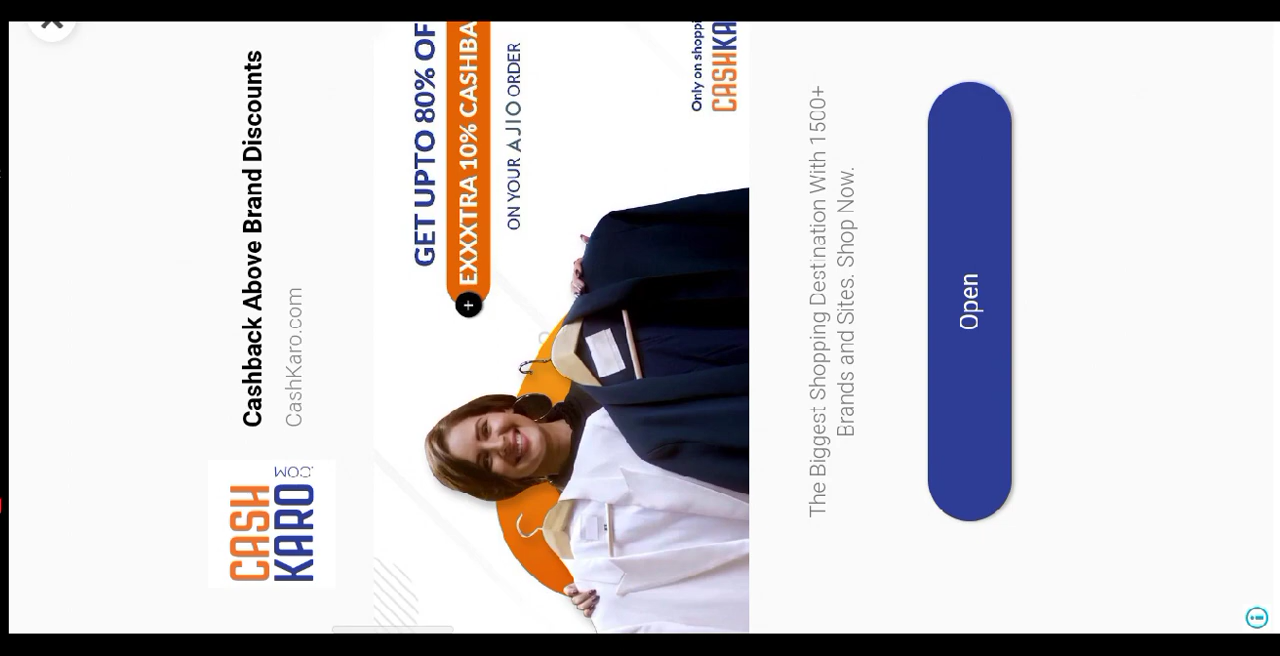 CASH
KARO
.COM
Cashback Above Brand Discounts
CashKaro.com
GET UPTO 80% OF
EXXXTRA 10% CASHBA
ON YOUR AJIO ORDER
Only on shoppi
CASHKA
The Biggest Shopping Destination With 1500+
Brands and Sites. Shop Now.
Open